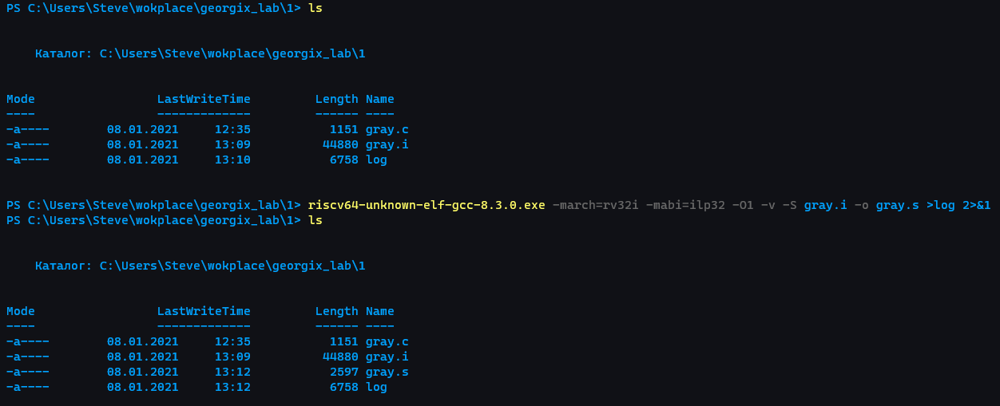 PS C:\Users\Steve\wokplace\georgix_lab\1> ls
Каталог: C:\Users\Steve\wokplace\georgix_lab\1
Mode                 LastWriteTime         Length Name
----                 -------------         ------ ----
-a----        08.01.2021     12:35           1151 gray.c
-a----        08.01.2021     13:09          44880 gray.i
-a----        08.01.2021     13:10           6758 log
PS C:\Users\Steve\wokplace\georgix_lab\1> riscv64-unknown-elf-gcc-8.3.0.exe -march=rv32i -mabi=ilp32 -O1 -v -S gray.i -o gray.s >log 2>&1
PS C:\Users\Steve\wokplace\georgix_lab\1> ls
Каталог: C:\Users\Steve\wokplace\georgix_lab\1
Mode                 LastWriteTime         Length Name
----                 -------------         ------ ----
-a----        08.01.2021     12:35           1151 gray.c
-a----        08.01.2021     13:09          44880 gray.i
-a----        08.01.2021     13:12           2597 gray.s
-a----        08.01.2021     13:12           6758 log